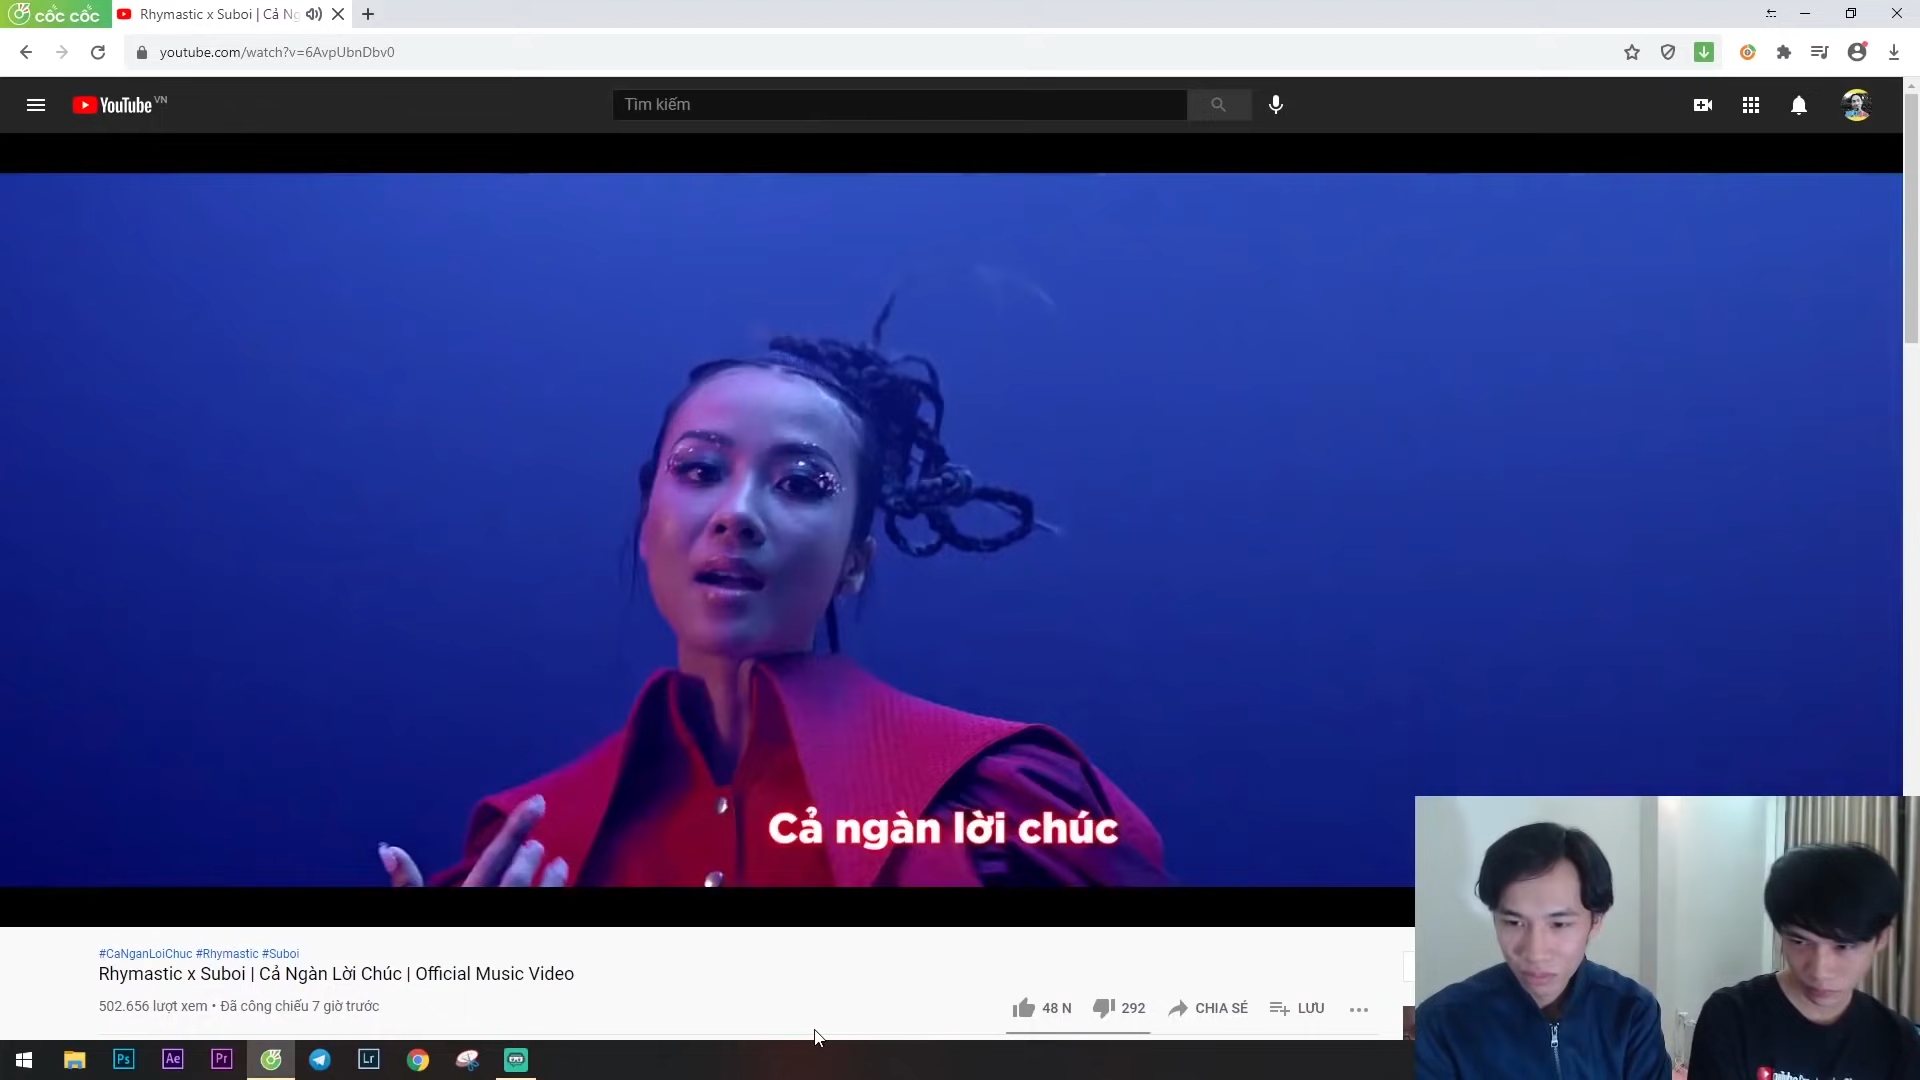 cốc cốc
Rhymastic x Suboi | Cả Ng
youtube.com/watch?v=6AvpUbnDbv0
YouTube VN
Tìm kiếm
Cả ngàn lời chúc
#CaNganLoiChuc #Rhymastic #Suboi
Rhymastic x Suboi | Cả Ngàn Lời Chúc | Official Music Video
502.656 lượt xem • Đã công chiếu 7 giờ trước
48 N
292
CHIA SẺ
LƯU
Ps
Ae
Pr
Lr